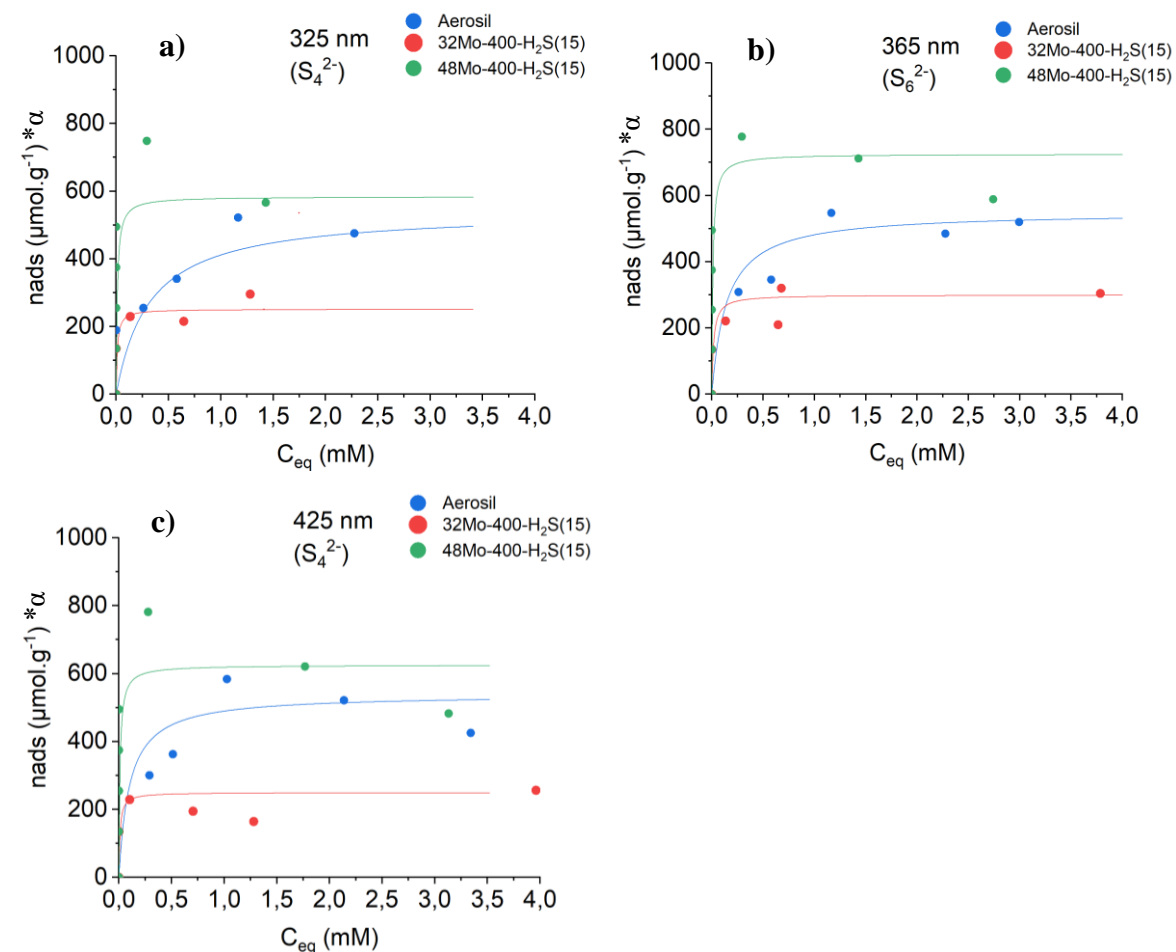 a)
325 nm
(S₄²⁻)
Aerosil
32Mo-400-H₂S(15)
48Mo-400-H₂S(15)
nads (µmol.g⁻¹) *α
1000
800
600
400
200
0
0,0 0,5 1,0 1,5 2,0 2,5 3,0 3,5 4,0
Cₑq (mM)
b)
365 nm
(S₆²⁻)
Aerosil
32Mo-400-H₂S(15)
48Mo-400-H₂S(15)
nads (µmol.g⁻¹) *α
1000
800
600
400
200
0
0,0 0,5 1,0 1,5 2,0 2,5 3,0 3,5 4,0
Cₑq (mM)
c)
425 nm
(S₄²⁻)
Aerosil
32Mo-400-H₂S(15)
48Mo-400-H₂S(15)
nads (µmol.g⁻¹) *α
1000
800
600
400
200
0
0,0 0,5 1,0 1,5 2,0 2,5 3,0 3,5 4,0
Cₑq (mM)